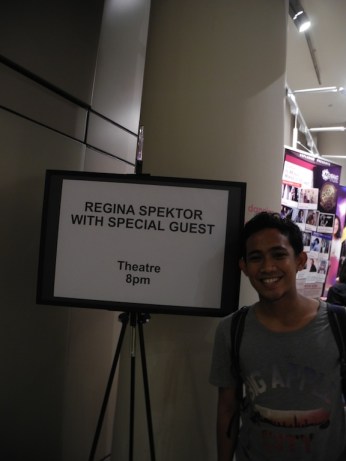 REGINA SPEKTOR
WITH SPECIAL GUEST
Theatre
8pm